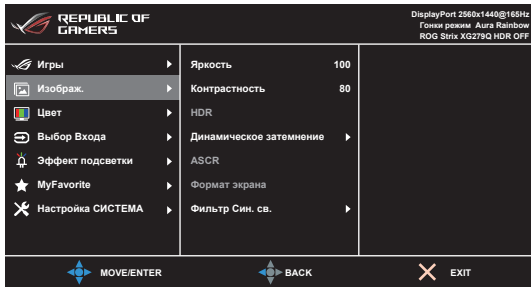 REPUBLIC OF
GAMERS
DisplayPort 2560x1440@165Hz
Гонки режим Aura Rainbow
ROG Strix XG279Q HDR OFF
Игры
Изображ.
Цвет
Выбор Входа
Эффект подсветки
MyFavorite
Настройка СИСТЕМА
Яркость 100
Контрастность 80
HDR
Динамическое затемнение
ASCR
Формат экрана
Фильтр Син. св.
MOVE/ENTER BACK EXIT